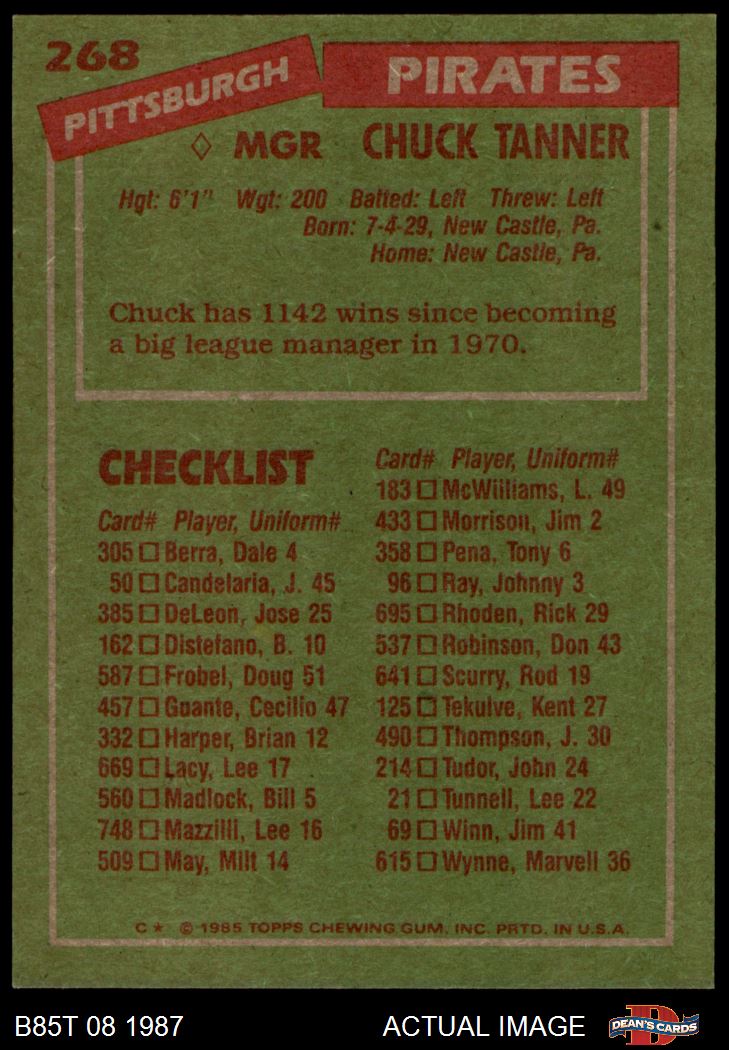 268
PITTSBURGH PIRATES
MGR CHUCK TANNER
Hgt: 6'1" Wgt: 200 Batted: Left Threw: Left
Born: 7-4-29, New Castle, Pa.
Home: New Castle, Pa.
Chuck has 1142 wins since becoming
a big league manager in 1970.
CHECKLIST
Card# Player, Uniform#
305 □ Berra, Dale 4
50 □ Candelaria, J. 45
385 □ DeLeon, Jose 25
162 □ Distefano, B. 10
587 □ Frobel, Doug 51
457 □ Guante, Cecilio 47
332 □ Harper, Brian 12
669 □ Lacy, Lee 17
560 □ Madlock, Bill 5
748 □ Mazzilli, Lee 16
509 □ May, Milt 14
Card# Player, Uniform#
183 □ McWilliams, L. 49
433 □ Morrison, Jim 2
358 □ Pena, Tony 6
96 □ Ray, Johnny 3
695 □ Rhoden, Rick 29
537 □ Robinson, Don 43
641 □ Scurry, Rod 19
125 □ Tekulve, Kent 27
490 □ Thompson, J. 30
214 □ Tudor, John 24
21 □ Tunnell, Lee 22
69 □ Winn, Jim 41
615 □ Wynne, Marvell 36
C * © 1985 TOPPS CHEWING GUM, INC. PRTD. IN U.S.A.
B85T 08 1987
ACTUAL IMAGE
DEAN'S CARDS